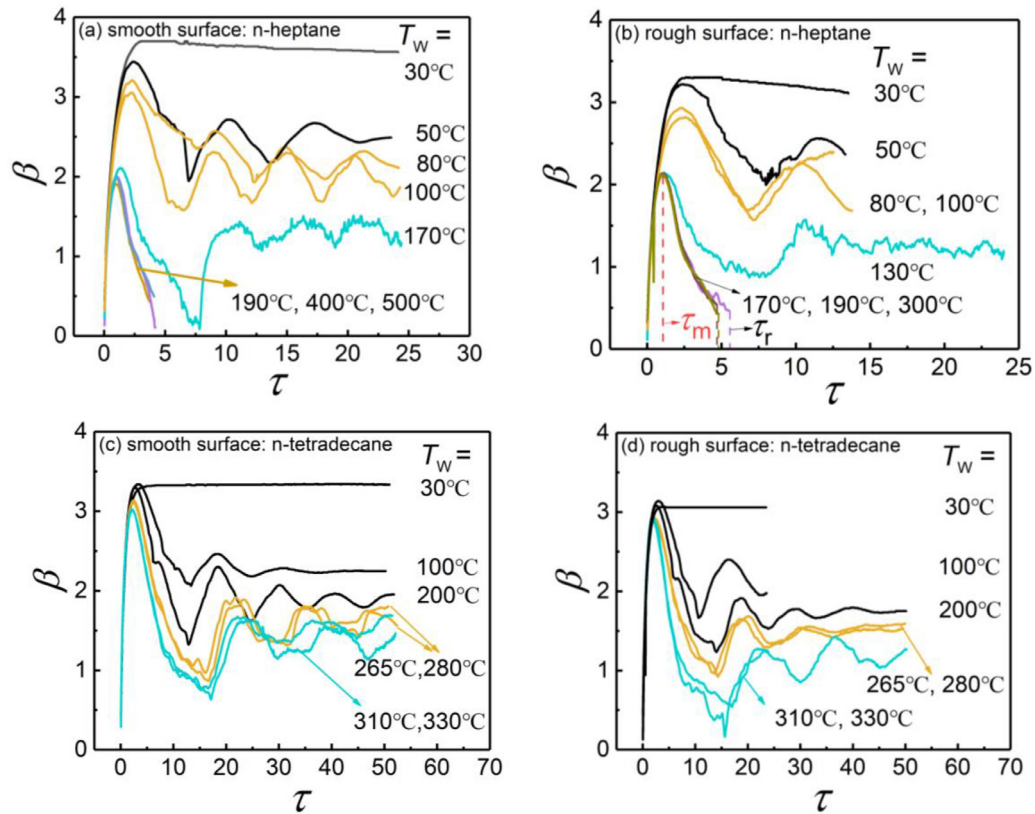 (a) smooth surface: n-heptane
T_w =
30℃
50℃
80℃
100℃
170℃
190℃, 400℃, 500℃
β
4
3
2
1
0
0 5 10 15 20 25 30
τ
(b) rough surface: n-heptane
T_w =
30℃
50℃
80℃, 100℃
130℃
170℃, 190℃, 300℃
τ_m
τ_r
β
4
3
2
1
0
0 5 10 15 20 25
τ
(c) smooth surface: n-tetradecane
T_w =
30℃
100℃
200℃
265℃,280℃
310℃,330℃
β
4
3
2
1
0
0 10 20 30 40 50 60 70
τ
(d) rough surface: n-tetradecane
T_w =
30℃
100℃
200℃
265℃, 280℃
310℃, 330℃
β
4
3
2
1
0
0 10 20 30 40 50 60 70
τ